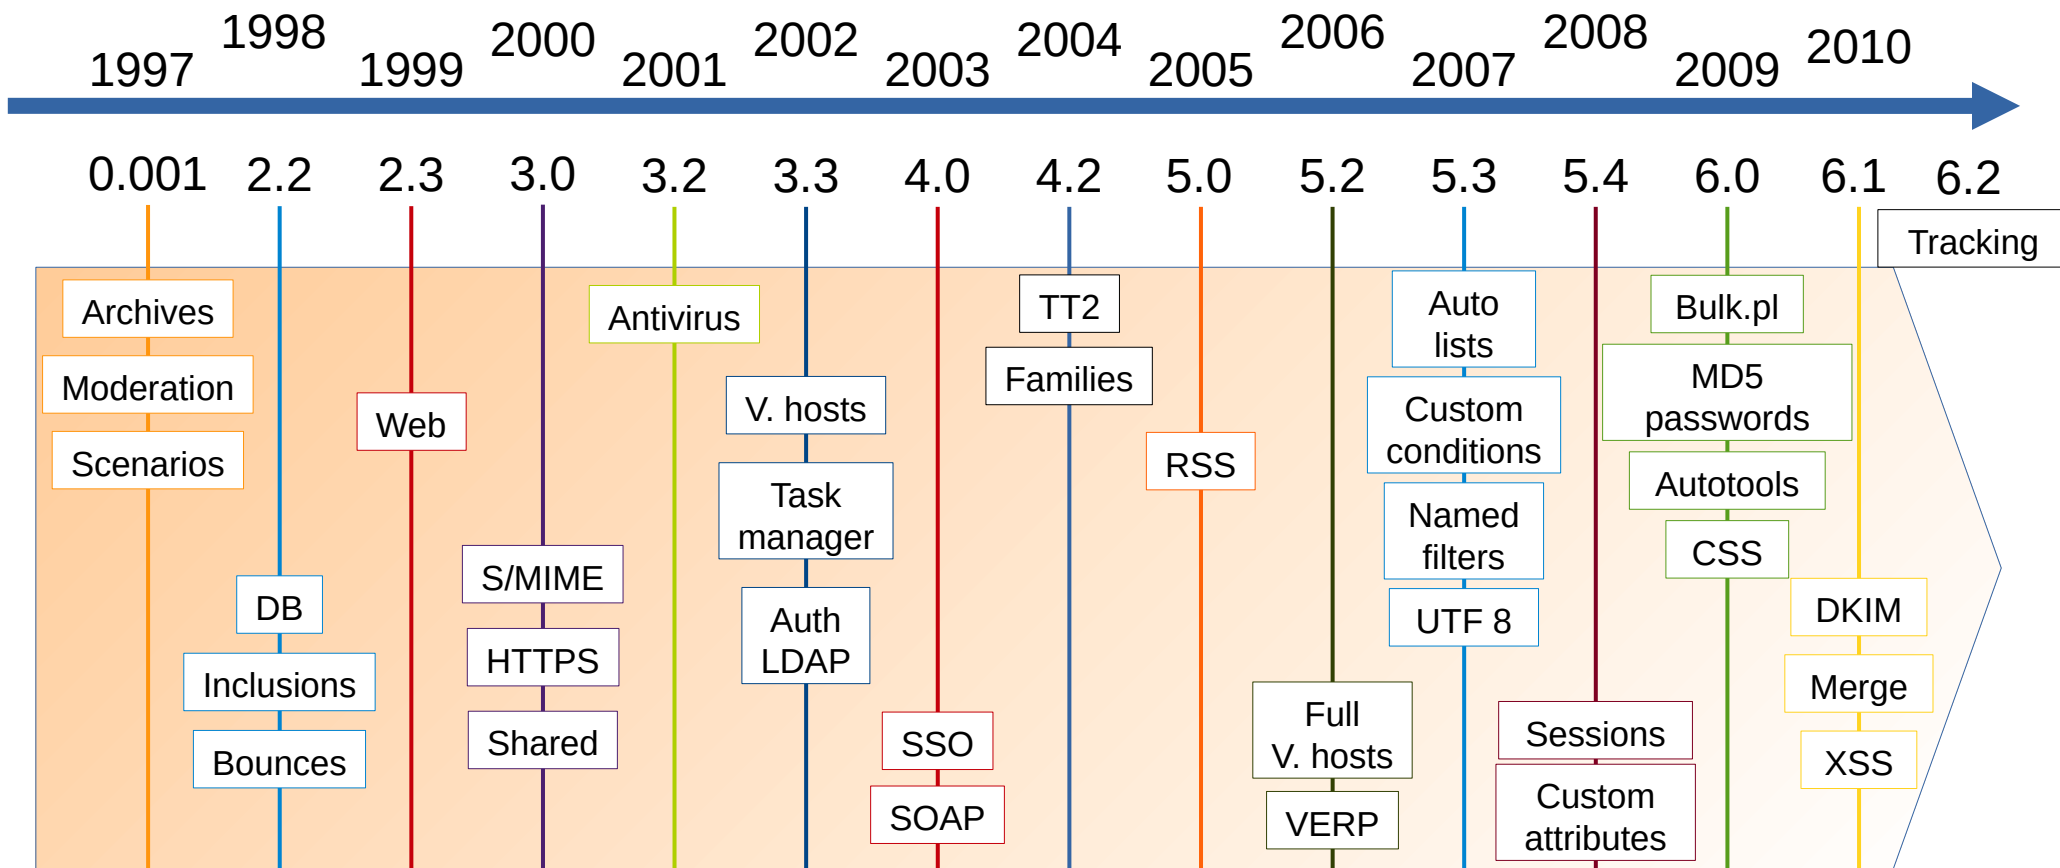 1997
1998
1999
2000
2001
2002
2003
2004
2005
2006
2007
2008
2009
2010
0.001
2.2
2.3
3.0
3.2
3.3
4.0
4.2
5.0
5.2
5.3
5.4
6.0
6.1
6.2
Archives
Moderation
Scenarios
DB
Inclusions
Bounces
Web
S/MIME
HTTPS
Shared
Antivirus
V. hosts
Task
manager
Auth
LDAP
SSO
SOAP
TT2
Families
RSS
Full
V. hosts
VERP
Auto
lists
Custom
conditions
Named
filters
UTF 8
Sessions
Custom
attributes
Bulk.pl
MD5
passwords
Autotools
CSS
DKIM
Merge
XSS
Tracking